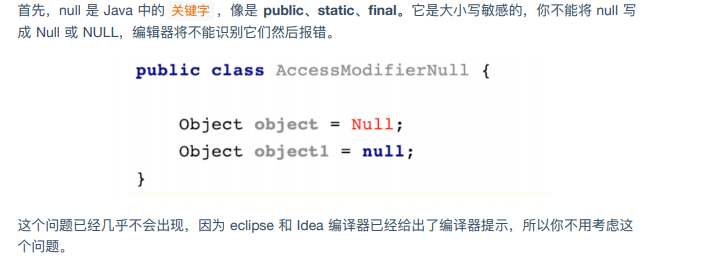 首先，null 是 Java 中的 关键字 ，像是 public、static、final。它是大小写敏感的，你不能将 null 写
成 Null 或 NULL，编辑器将不能识别它们然后报错。
public class AccessModifierNull {
Object object = Null;
Object object1 = null;
}
这个问题已经几乎不会出现，因为 eclipse 和 Idea 编译器已经给出了编译器提示，所以你不用考虑这
个问题。